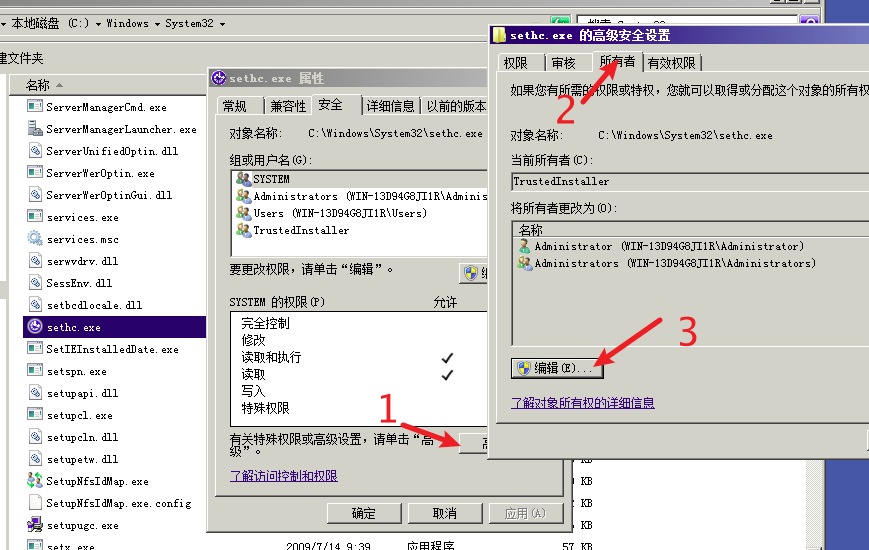 本地磁盘 (C:) Windows System32
建文件夹
名称
ServerManagerCmd.exe
ServerManagerLauncher.exe
ServerUnifiedOptin.dll
ServerWerOptin.exe
ServerWerOptinGui.dll
services.exe
services.msc
serwvdrv.dll
SessEnv.dll
setbcdlocale.dll
sethc.exe
SetIEInstalledDate.exe
setspn.exe
setupapi.dll
setupcl.exe
setupcln.dll
setupetw.dll
SetupNfsIdMap.exe
SetupNfsIdMap.exe.config
setupugc.exe
setx.exe
2009/7/14 9:39 应用程序 57 KB
KB
KB
KB
KB
sethc.exe 属性
常规 兼容性 安全 详细信息 以前的版本
对象名称: C:\Windows\System32\sethc.exe
组或用户名(G):
SYSTEM
Administrators (WIN-13D94G8JI1R\Adminis
Users (WIN-13D94G8JI1R\Users)
TrustedInstaller
要更改权限，请单击“编辑”。
SYSTEM 的权限(P) 允许
完全控制
修改
读取和执行
读取
写入
特殊权限
有关特殊权限或高级设置，请单击“高
级”。
了解访问控制和权限
确定 取消 应用(A)
1
sethc.exe 的高级安全设置
权限 审核 所有者 有效权限
2
如果您有所需的权限或特权，您就可以取得或分配这个对象的所有权
对象名称: C:\Windows\System32\sethc.exe
当前所有者(C):
TrustedInstaller
将所有者更改为(O):
名称
Administrator (WIN-13D94G8JI1R\Administrator)
Administrators (WIN-13D94G8JI1R\Administrators)
3
编辑(E)...
了解对象所有权的详细信息